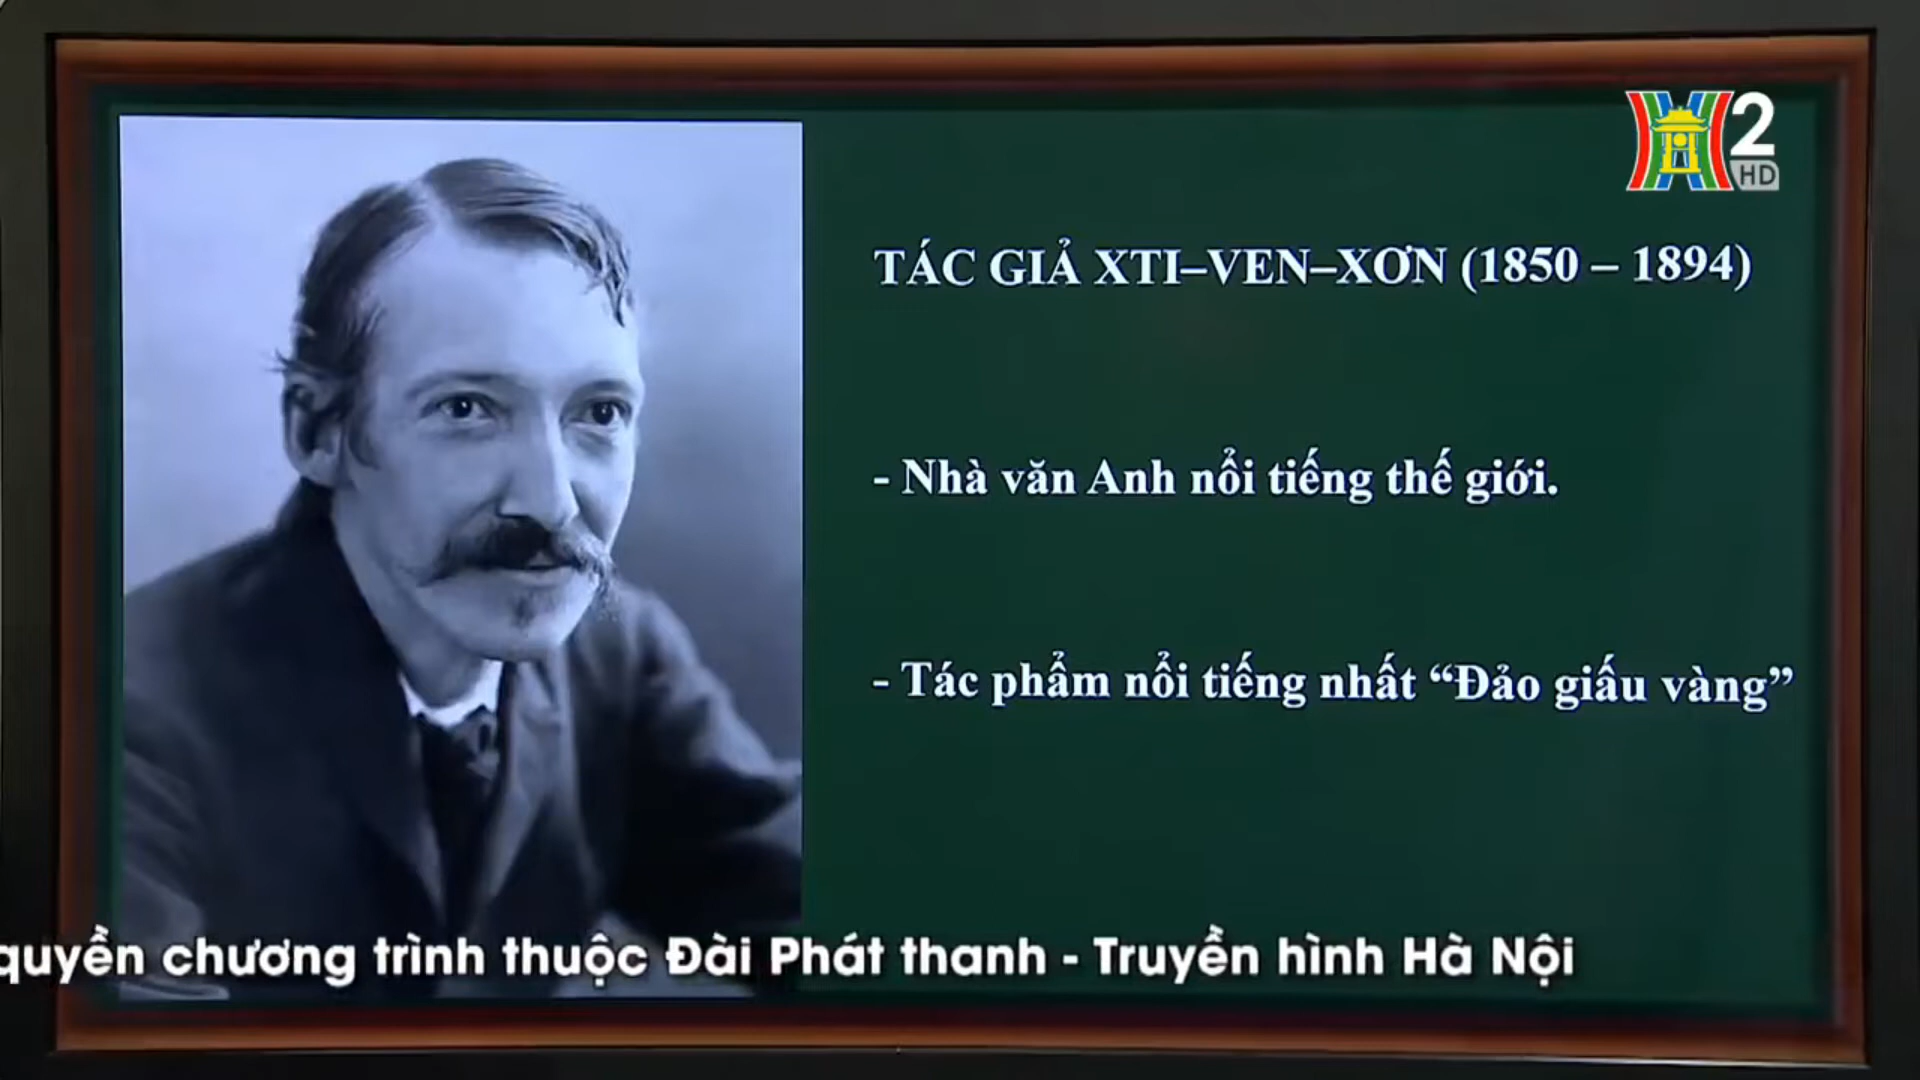 2
HD
TÁC GIẢ XTI–VEN–XƠN (1850 – 1894)
- Nhà văn Anh nổi tiếng thế giới.
- Tác phẩm nổi tiếng nhất “Đảo giấu vàng”
quyền chương trình thuộc Đài Phát thanh - Truyền hình Hà Nội